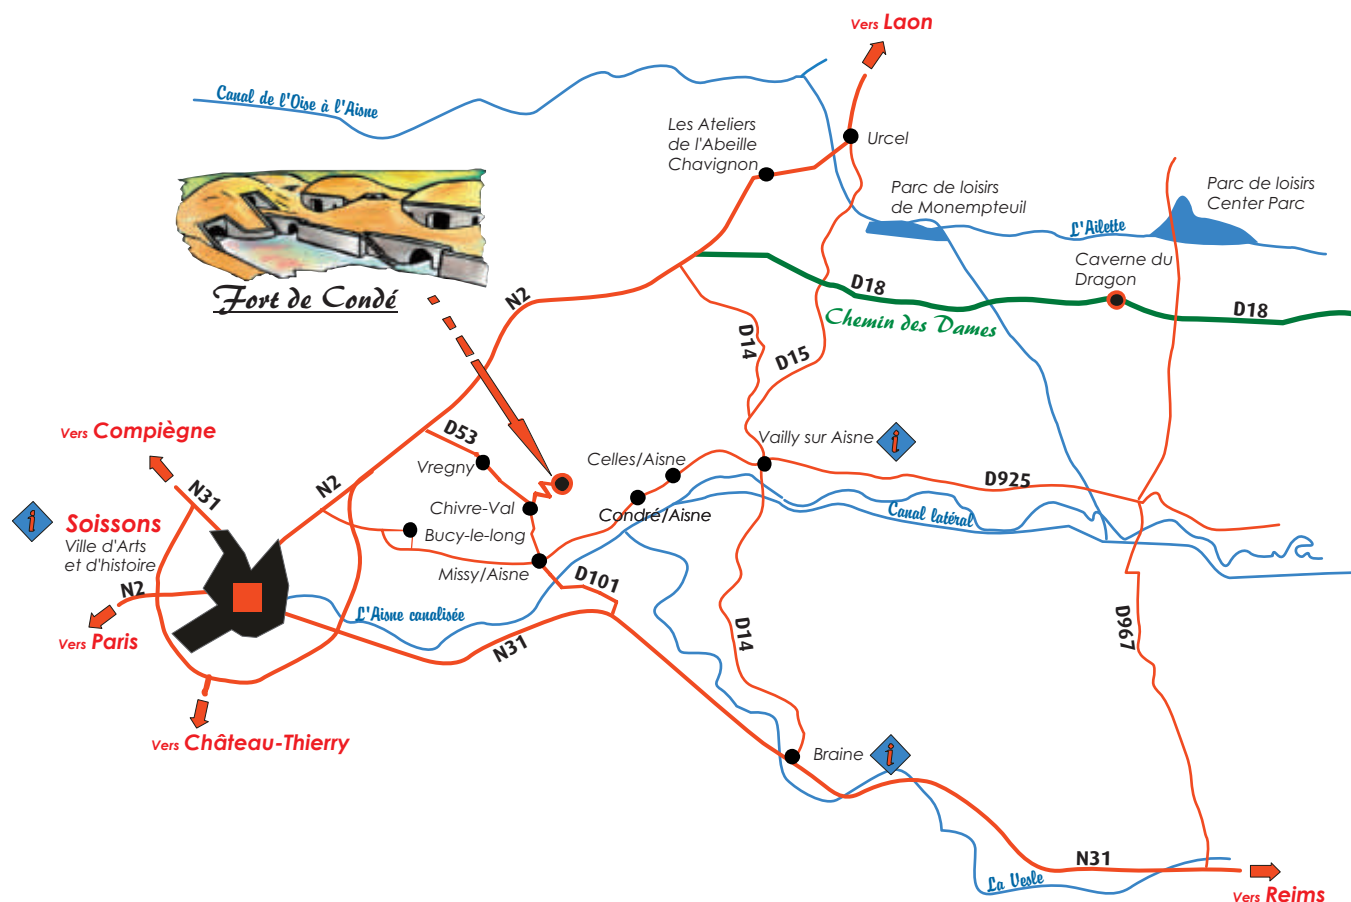 Vers Laon
Canal de l'Oise à l'Aisne
Les Ateliers
de l'Abeille
Chavignon
Urcel
Parc de loisirs
de Monempteuil
Parc de loisirs
Center Parc
L'Ailette
Caverne du
Dragon
Fort de Condé
N2
D18
D18
Chemin des Dames
D14
D15
Vers Compiègne
D53
Vregny
Celles/Aisne
Vailly sur Aisne
i
D925
N31
N2
Chivre-Val
Condré/Aisne
Canal latéral
i
Soissons
Ville d'Arts
et d'histoire
Bucy-le-long
Missy/Aisne
D101
N2
L'Aisne canalisée
Vers Paris
N31
D14
D967
Vers Château-Thierry
Braine
i
N31
La Vesle
Vers Reims